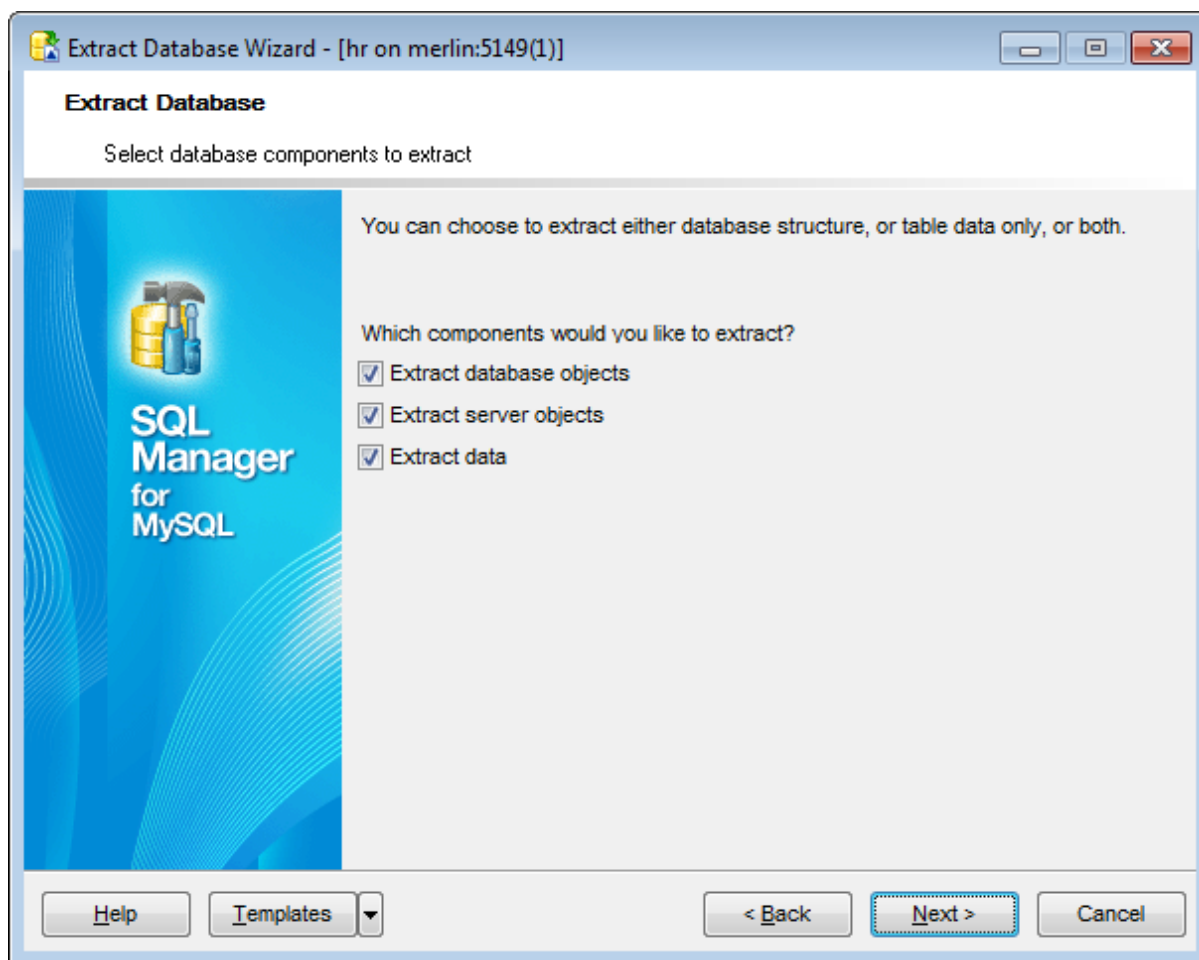 Extract Database Wizard - [hr on merlin:5149(1)]
Extract Database
Select database components to extract
You can choose to extract either database structure, or table data only, or both.
Which components would you like to extract?
Extract database objects
Extract server objects
Extract data
SQL
Manager
for
MySQL
Help Templates < Back Next > Cancel